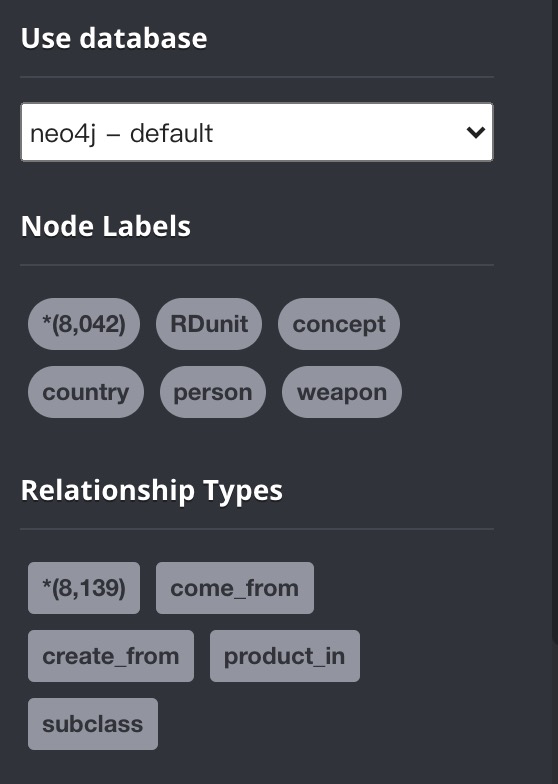 Use database
neo4j – default
Node Labels
*(8,042) RDunit concept
country person weapon
Relationship Types
*(8,139) come_from
create_from product_in
subclass